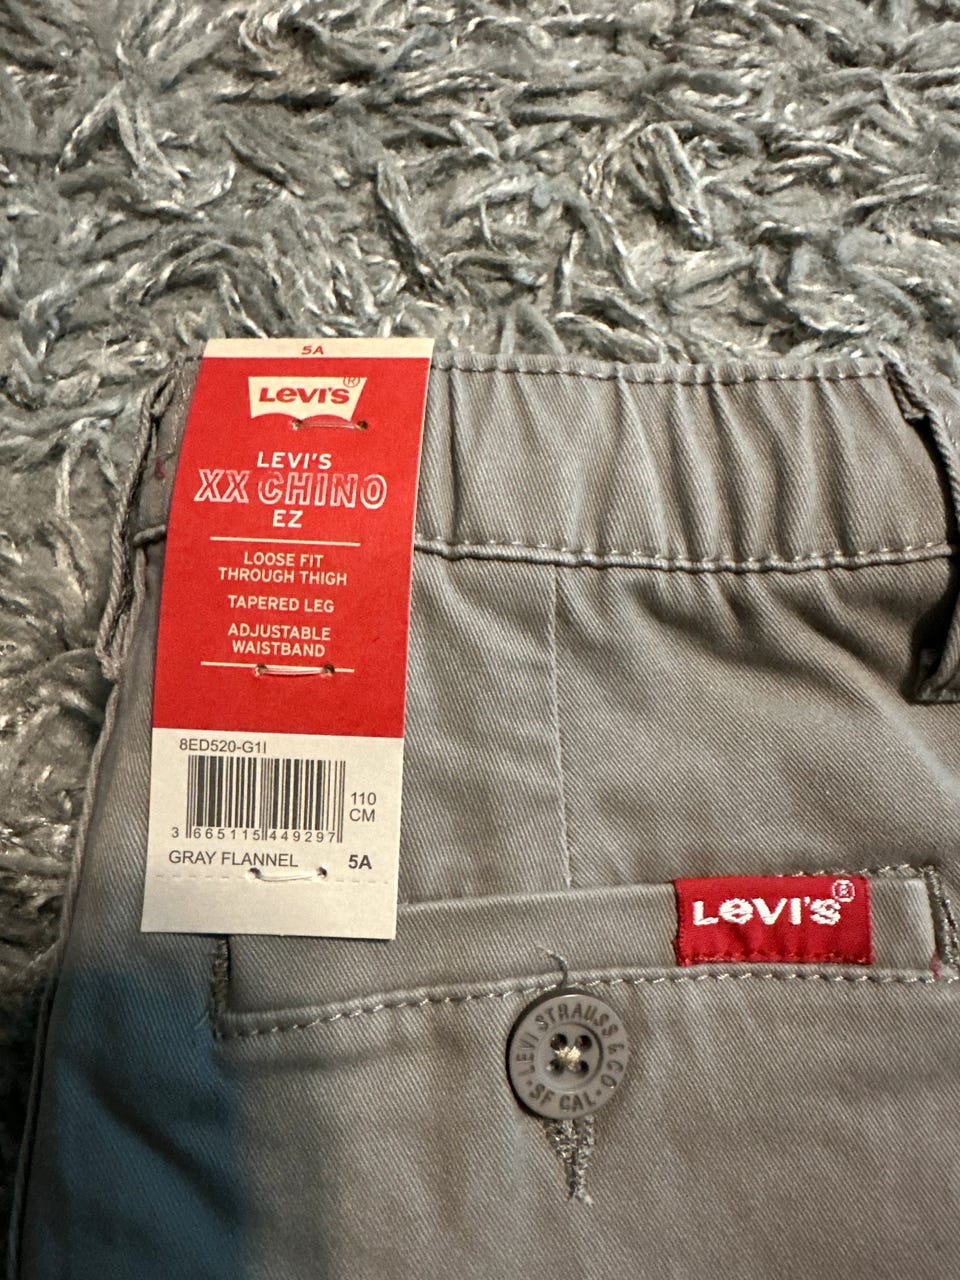 5A
LEVI'S®
LEVI'S
XX CHINO
EZ
LOOSE FIT
THROUGH THIGH
TAPERED LEG
ADJUSTABLE
WAISTBAND
8ED520-G1I
110
CM
3 665115 449297
GRAY FLANNEL 5A
LEVI'S®
LEVI STRAUSS & CO
· SF CAL ·